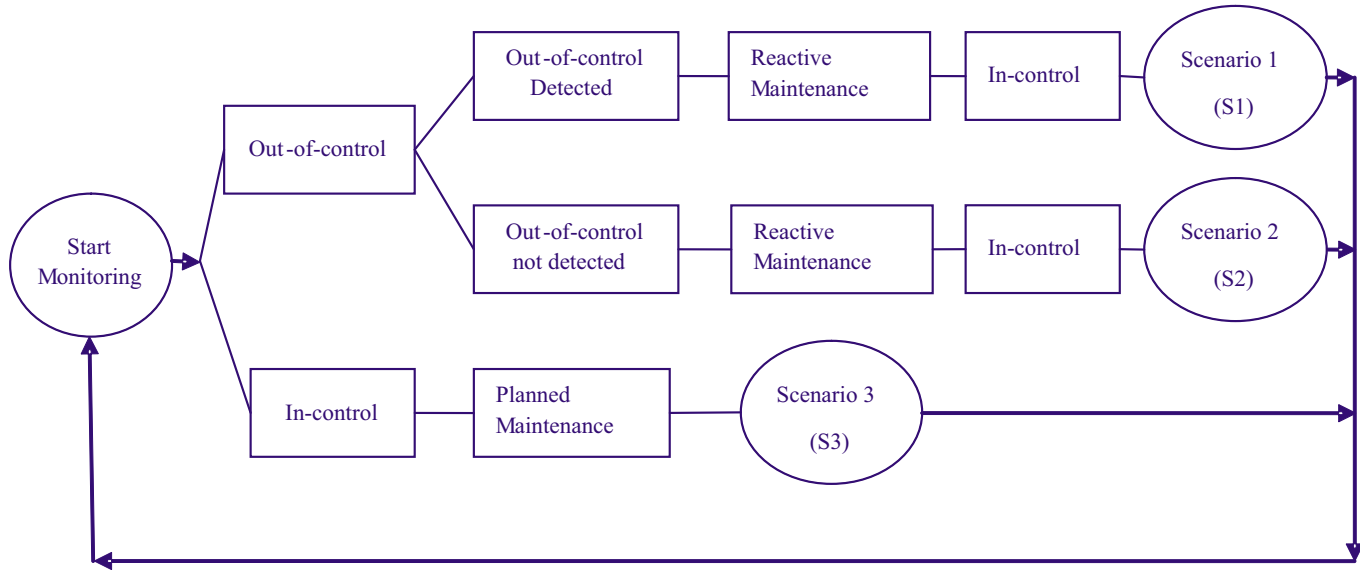 Out-of-control
Detected
Reactive
Maintenance
In-control
Scenario 1
(S1)
Out-of-control
Start
Monitoring
Out-of-control
not detected
Reactive
Maintenance
In-control
Scenario 2
(S2)
In-control
Planned
Maintenance
Scenario 3
(S3)